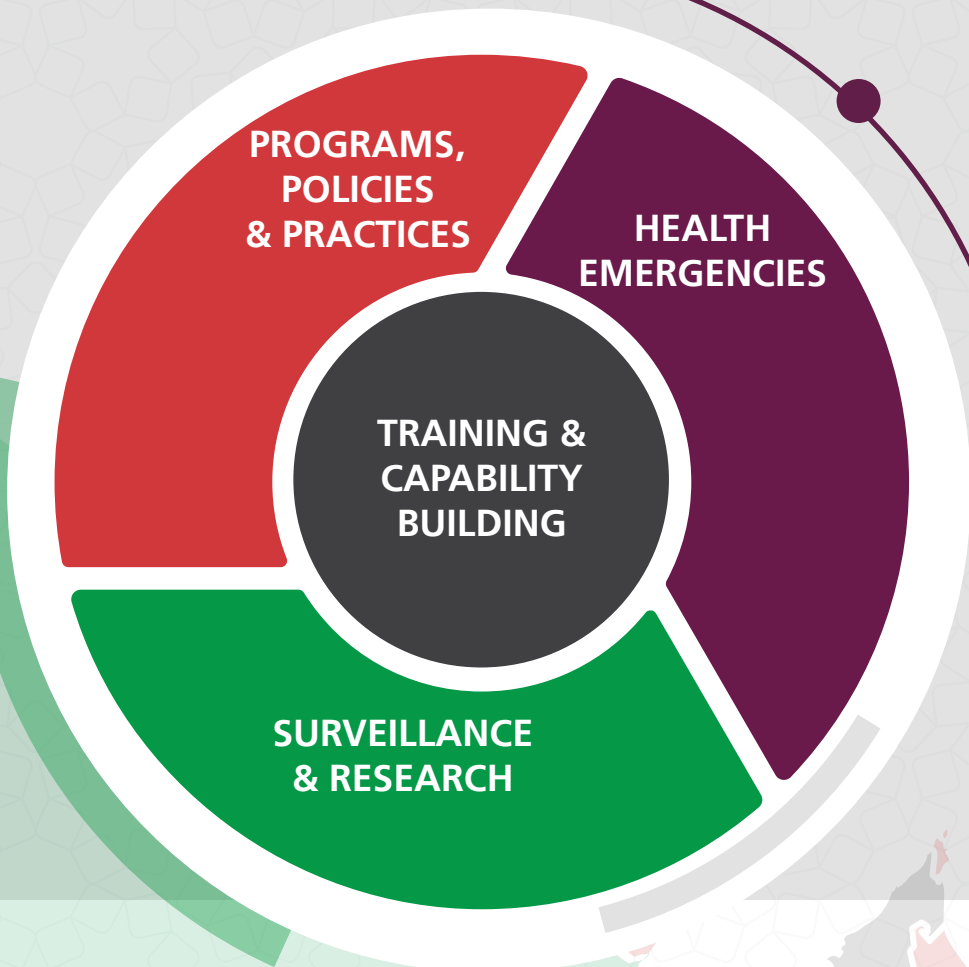 PROGRAMS,
POLICIES
& PRACTICES
HEALTH
EMERGENCIES
TRAINING &
CAPABILITY
BUILDING
SURVEILLANCE
& RESEARCH